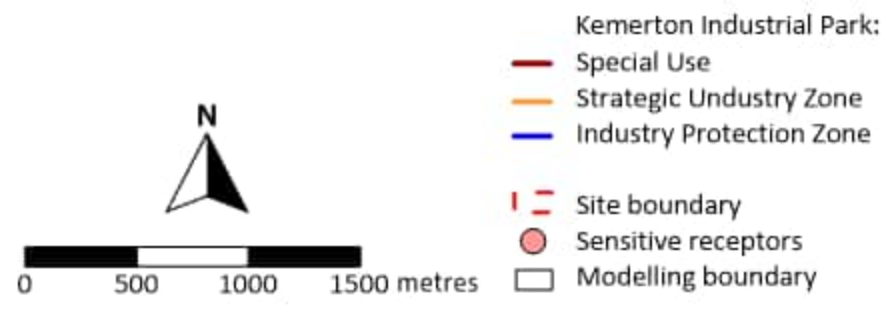 Kemerton Industrial Park:
Special Use
Strategic Undustry Zone
Industry Protection Zone
Site boundary
Sensitive receptors
Modelling boundary
N
0 500 1000 1500 metres